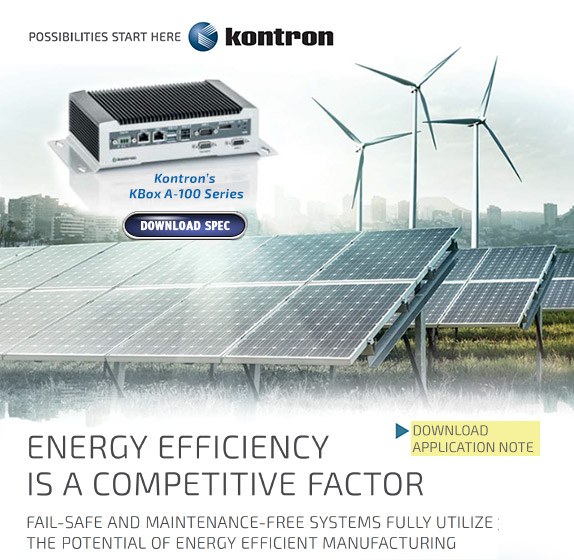 POSSIBILITIES START HERE kontron
Kontron's
KBox A-100 Series
DOWNLOAD SPEC
DOWNLOAD
APPLICATION NOTE
ENERGY EFFICIENCY
IS A COMPETITIVE FACTOR
FAIL-SAFE AND MAINTENANCE-FREE SYSTEMS FULLY UTILIZE
THE POTENTIAL OF ENERGY EFFICIENT MANUFACTURING